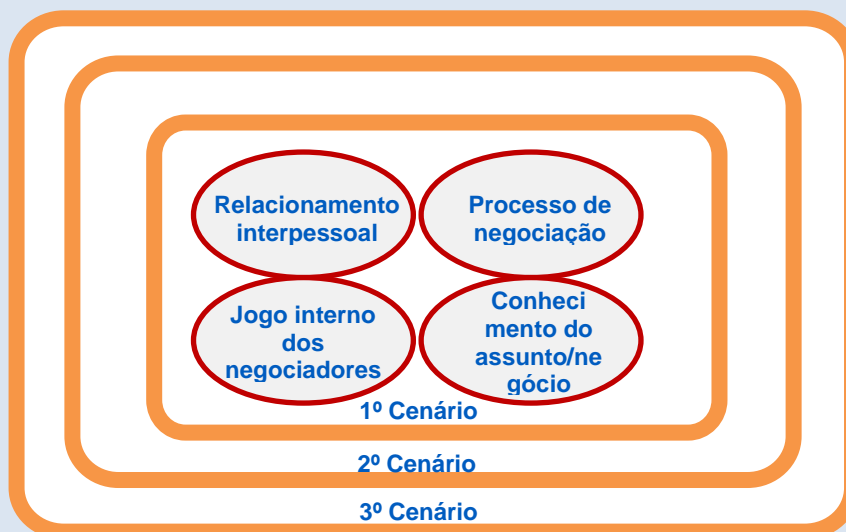 Relacionamento
interpessoal
Processo de
negociação
Jogo interno
dos
negociadores
Conheci
mento do
assunto/ne
gócio
1º Cenário
2º Cenário
3º Cenário